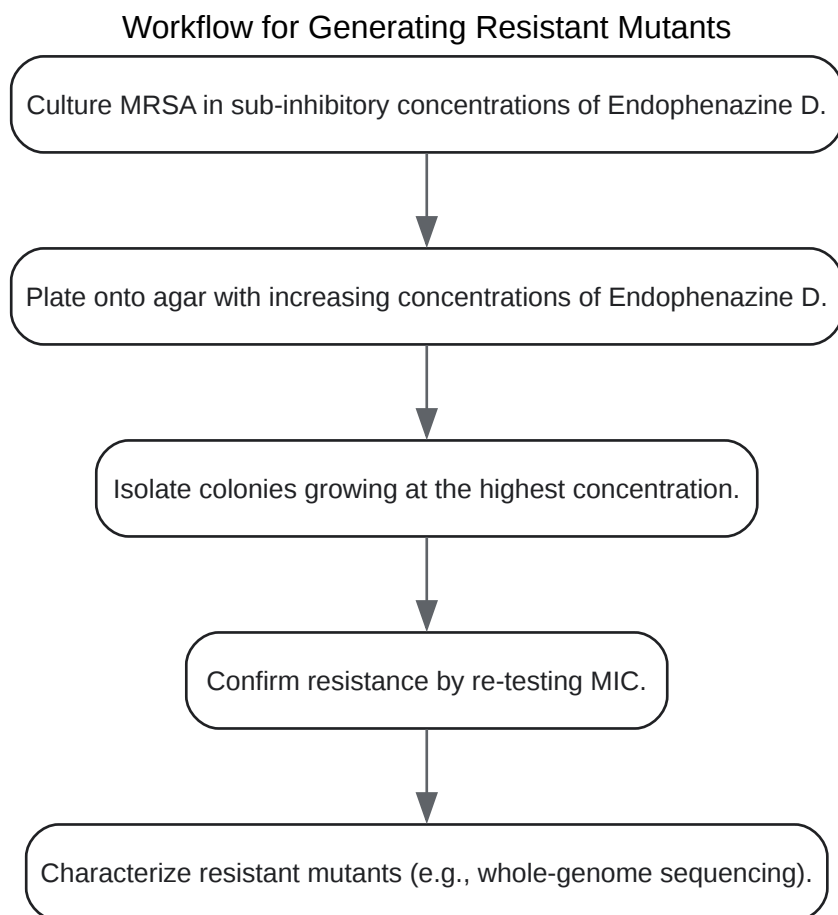 Workflow for Generating Resistant Mutants
Culture MRSA in sub-inhibitory concentrations of Endophenazine D.
Plate onto agar with increasing concentrations of Endophenazine D.
Isolate colonies growing at the highest concentration.
Confirm resistance by re-testing MIC.
Characterize resistant mutants (e.g., whole-genome sequencing).